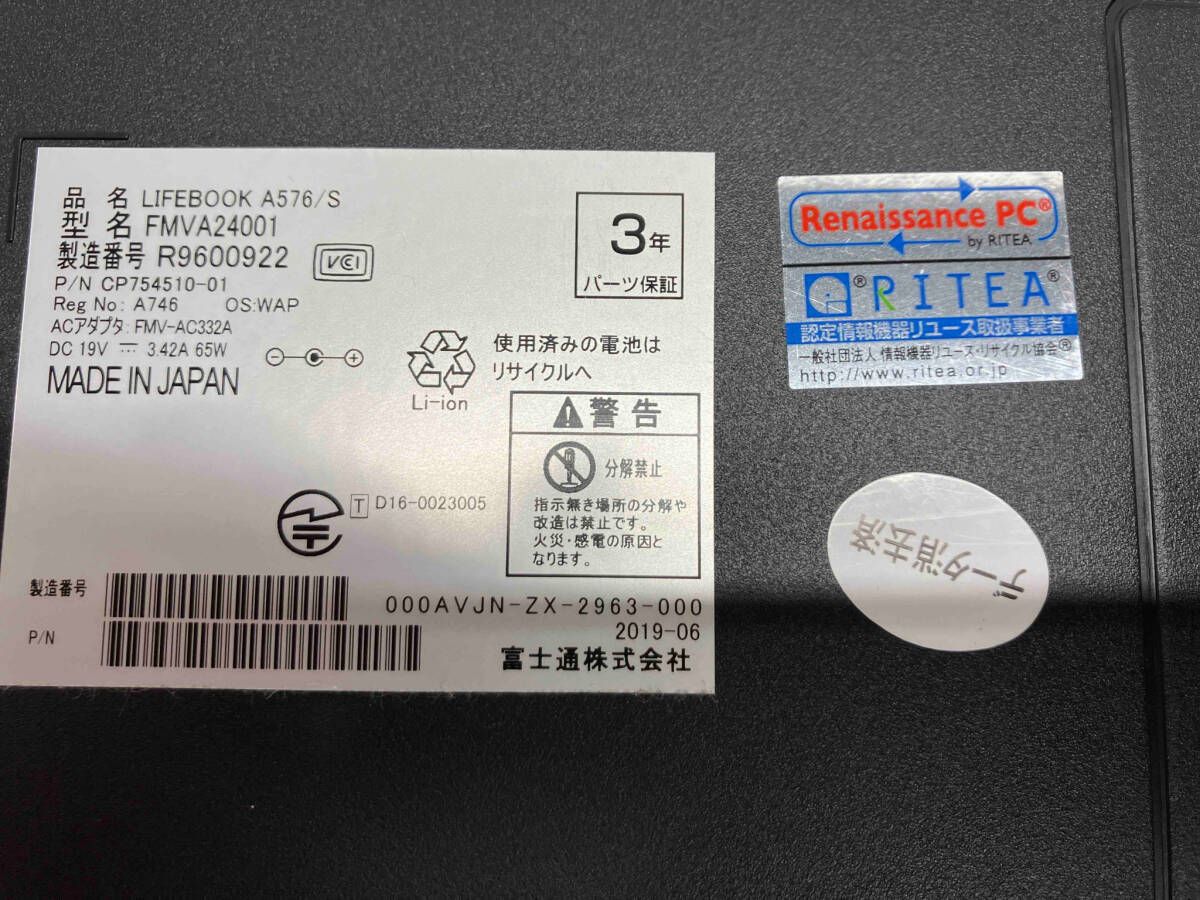 品 名 LIFEBOOK A576/S
型 名 FMVA24001
製造番号 R9600922
VCI
P/N CP754510-01
Reg No: A746 OS:WAP
ACアダプタ: FMV-AC332A
DC 19V ⎓ 3.42A 65W
MADE IN JAPAN
3年
パーツ保証
Li-ion
使用済みの電池は
リサイクルへ
警 告
分解禁止
指示無き場所の分解や
改造は禁止です。
火災・感電の原因と
なります。
T D16-0023005
製造番号
000AVJN-ZX-2963-000
P/N
2019-06
富士通株式会社
Renaissance PC®
by RITEA
® RITEA®
認定情報機器リユース取扱事業者
一般社団法人 情報機器リユース・リサイクル協会®
http://www.ritea.or.jp
データ消去済